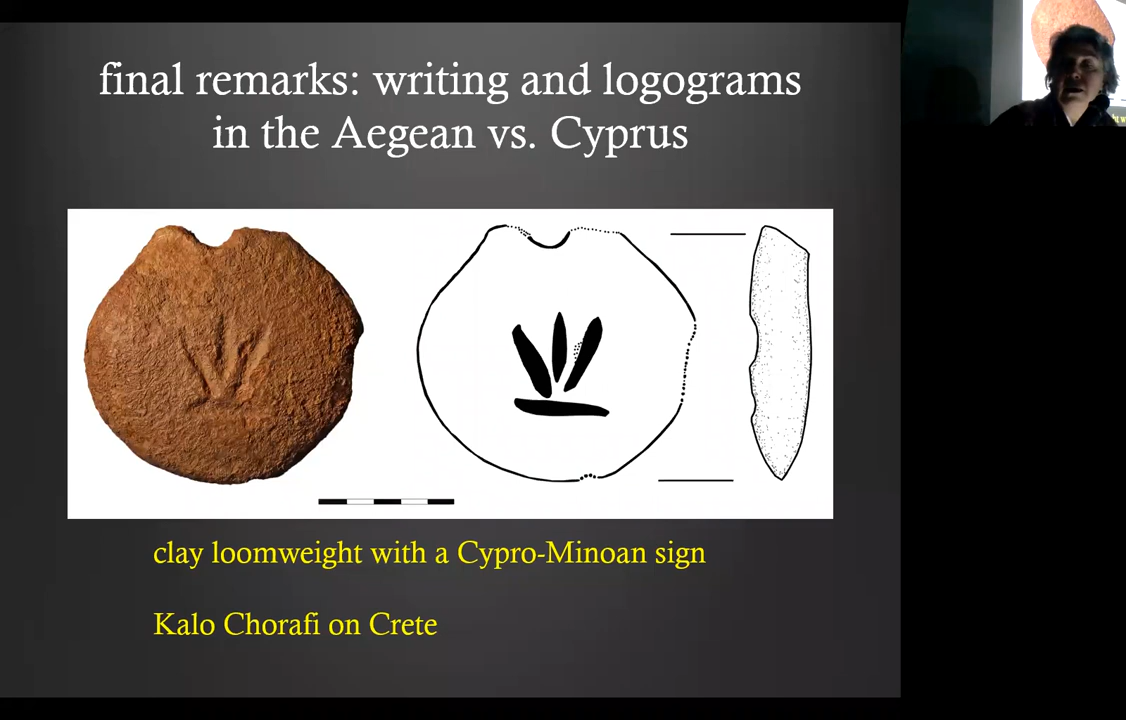 final remarks: writing and logograms
in the Aegean vs. Cyprus
clay loomweight with a Cypro-Minoan sign
Kalo Chorafi on Crete